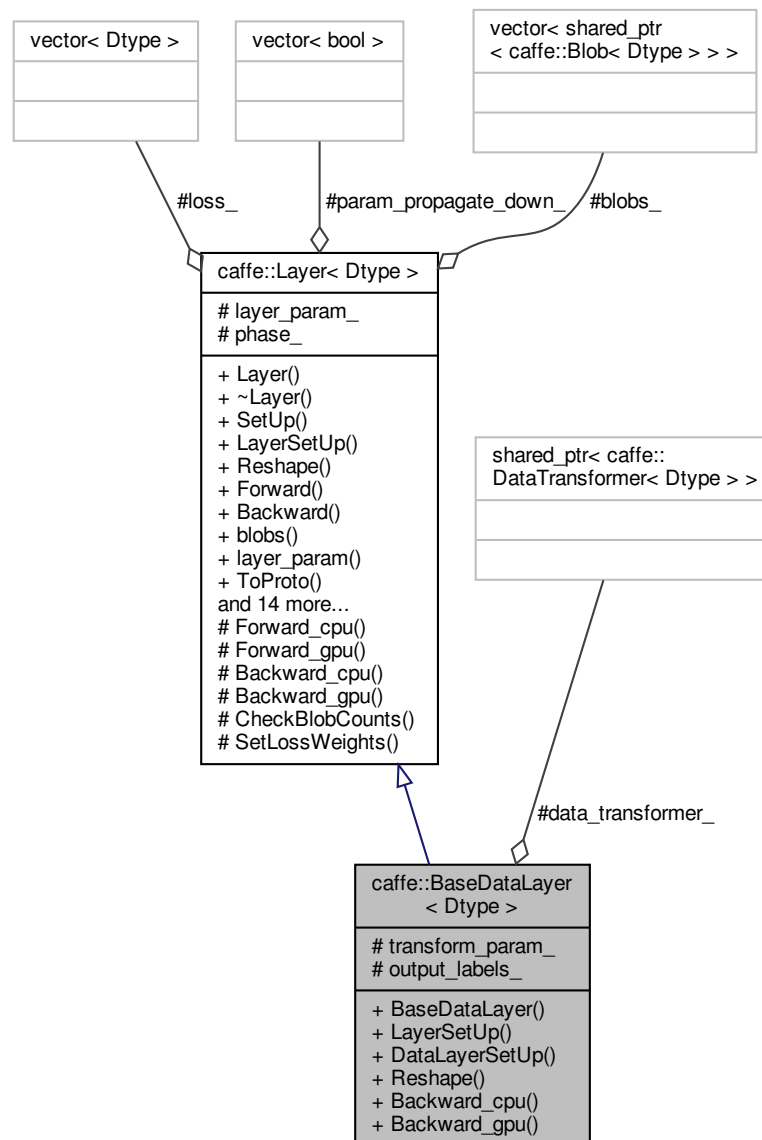 vector< Dtype >
vector< bool >
vector< shared_ptr
< caffe::Blob< Dtype > > >
#loss_
#param_propagate_down_
#blobs_
caffe::Layer< Dtype >
# layer_param_
# phase_
+ Layer()
+ ~Layer()
+ SetUp()
+ LayerSetUp()
+ Reshape()
+ Forward()
+ Backward()
+ blobs()
+ layer_param()
+ ToProto()
and 14 more...
# Forward_cpu()
# Forward_gpu()
# Backward_cpu()
# Backward_gpu()
# CheckBlobCounts()
# SetLossWeights()
shared_ptr< caffe::
DataTransformer< Dtype > >
#data_transformer_
caffe::BaseDataLayer
< Dtype >
# transform_param_
# output_labels_
+ BaseDataLayer()
+ LayerSetUp()
+ DataLayerSetUp()
+ Reshape()
+ Backward_cpu()
+ Backward_gpu()